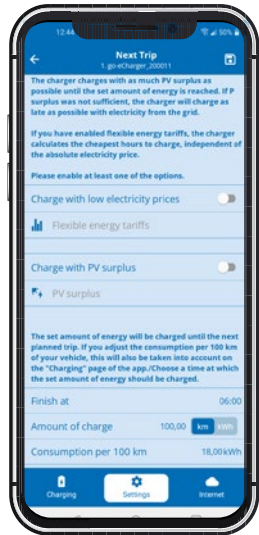 12:44
50%
Next Trip
1. go-eCharger_200011
The charger charges with as much PV surplus as
possible until the set amount of energy is reached. If P
surplus was not sufficient, the charger will charge as
late as possible with electricity from the grid.
If you have enabled flexible energy tariffs, the charger
calculates the cheapest hours to charge, independent of
the absolute electricity price.
Please enable at least one of the options.
Charge with low electricity prices
Flexible energy tariffs
Charge with PV surplus
PV surplus
The set amount of energy will be charged until the next
planned trip. If you adjust the consumption per 100 km
of your vehicle, this will also be taken into account on
the "Charging" page of the app./Choose a time at which
the set amount of energy should be charged.
Finish at 06:00
Amount of charge 100,00 km kWh
Consumption per 100 km 18,00 kWh
Charging Settings Internet